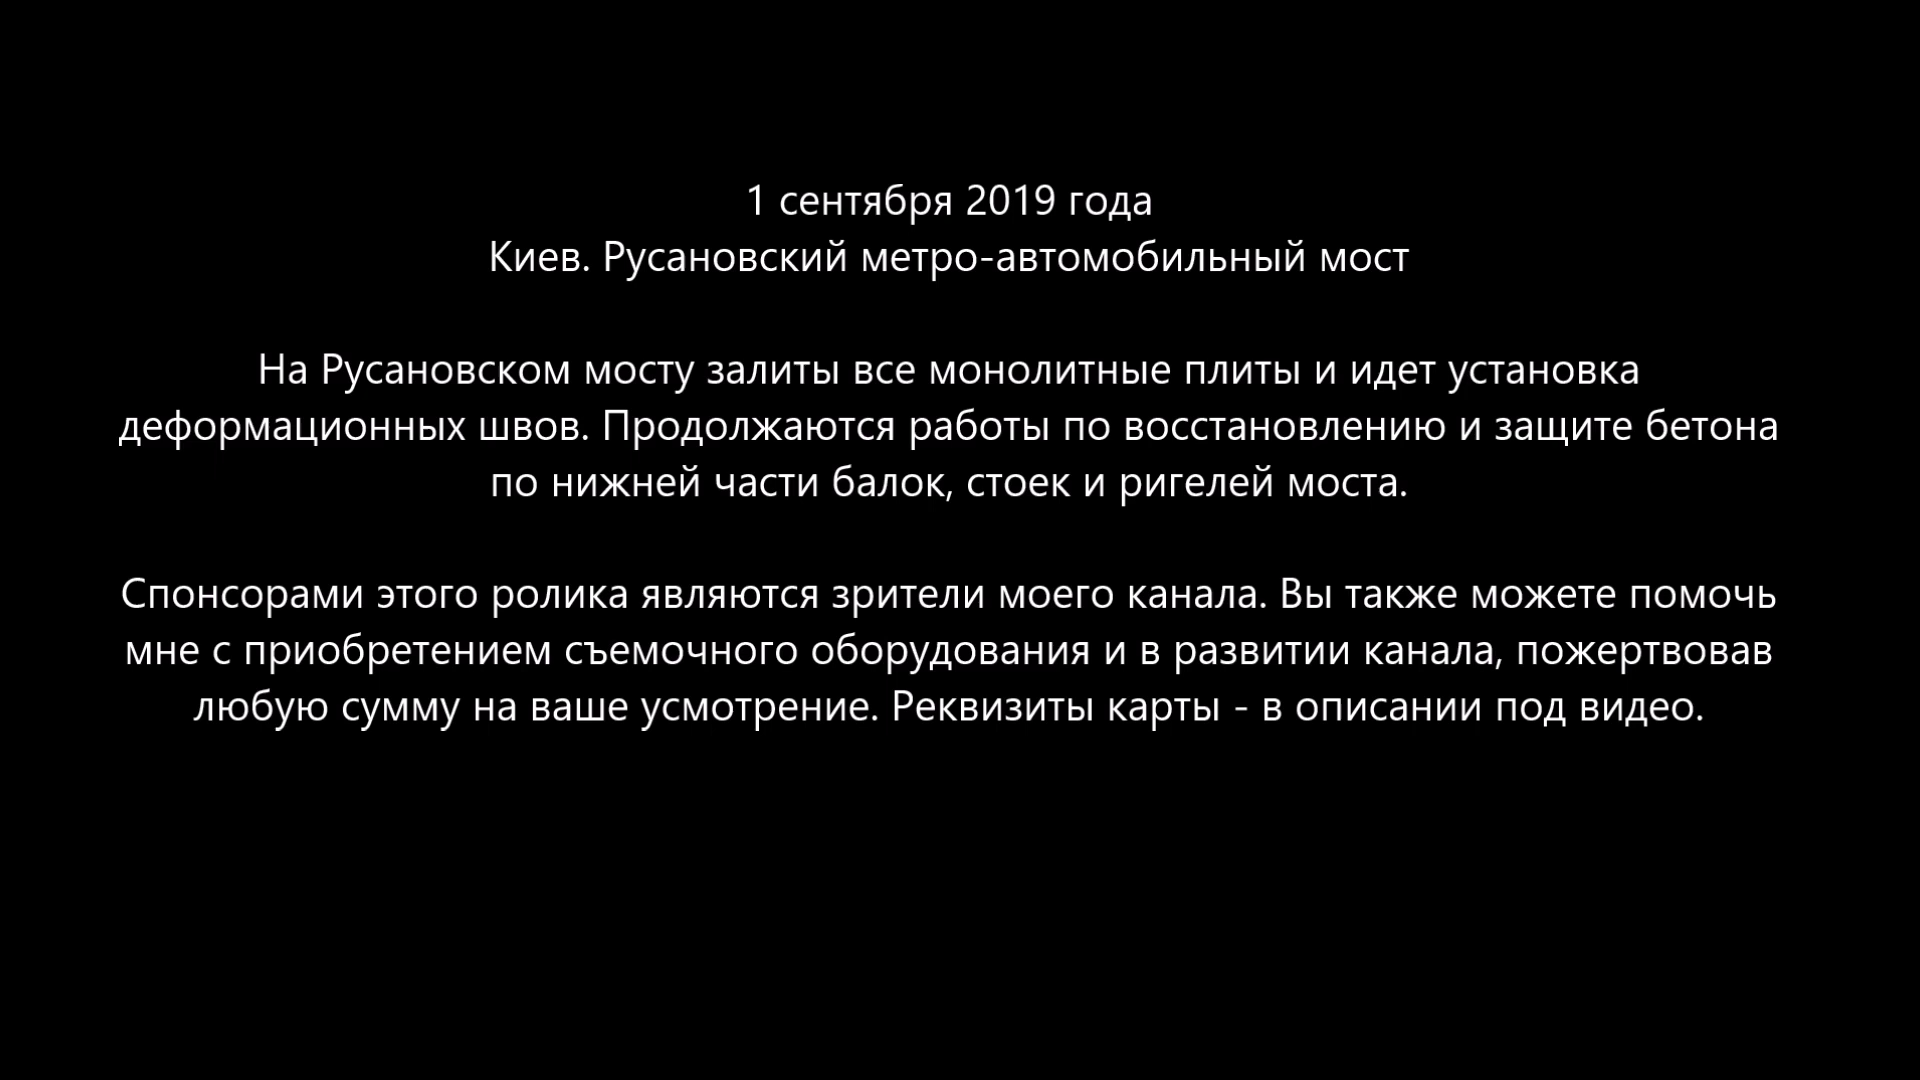 1 сентября 2019 года
Киев. Русановский метро-автомобильный мост
На Русановском мосту залиты все монолитные плиты и идет установка
деформационных швов. Продолжаются работы по восстановлению и защите бетона
по нижней части балок, стоек и ригелей моста.
Спонсорами этого ролика являются зрители моего канала. Вы также можете помочь
мне с приобретением съемочного оборудования и в развитии канала, пожертвовав
любую сумму на ваше усмотрение. Реквизиты карты - в описании под видео.